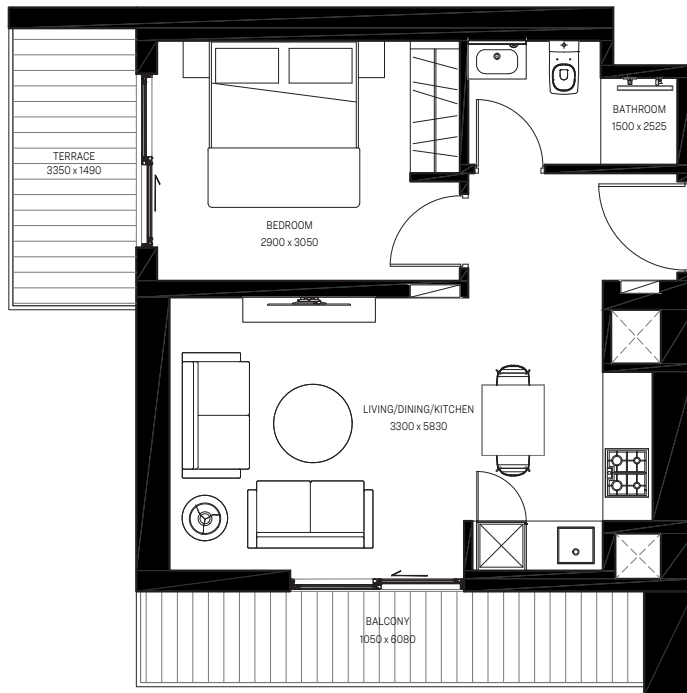 BATHROOM
1500 x 2525
TERRACE
3350 x 1490
BEDROOM
2900 x 3050
LIVING/DINING/KITCHEN
3300 x 5830
BALCONY
1050 x 6080